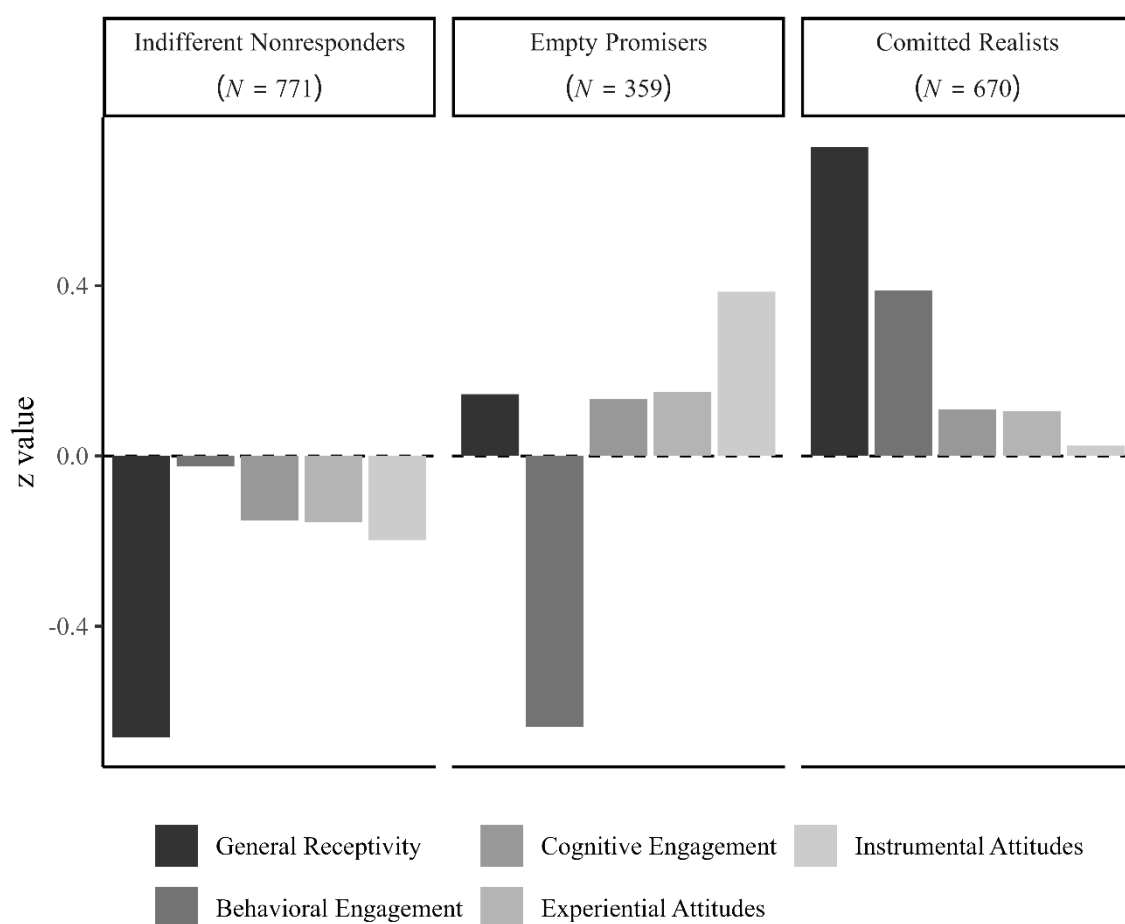 Indifferent Nonresponders
(N = 771)
Empty Promisers
(N = 359)
Comitted Realists
(N = 670)
z value
0.4
0.0
-0.4
General Receptivity
Cognitive Engagement
Instrumental Attitudes
Behavioral Engagement
Experiential Attitudes